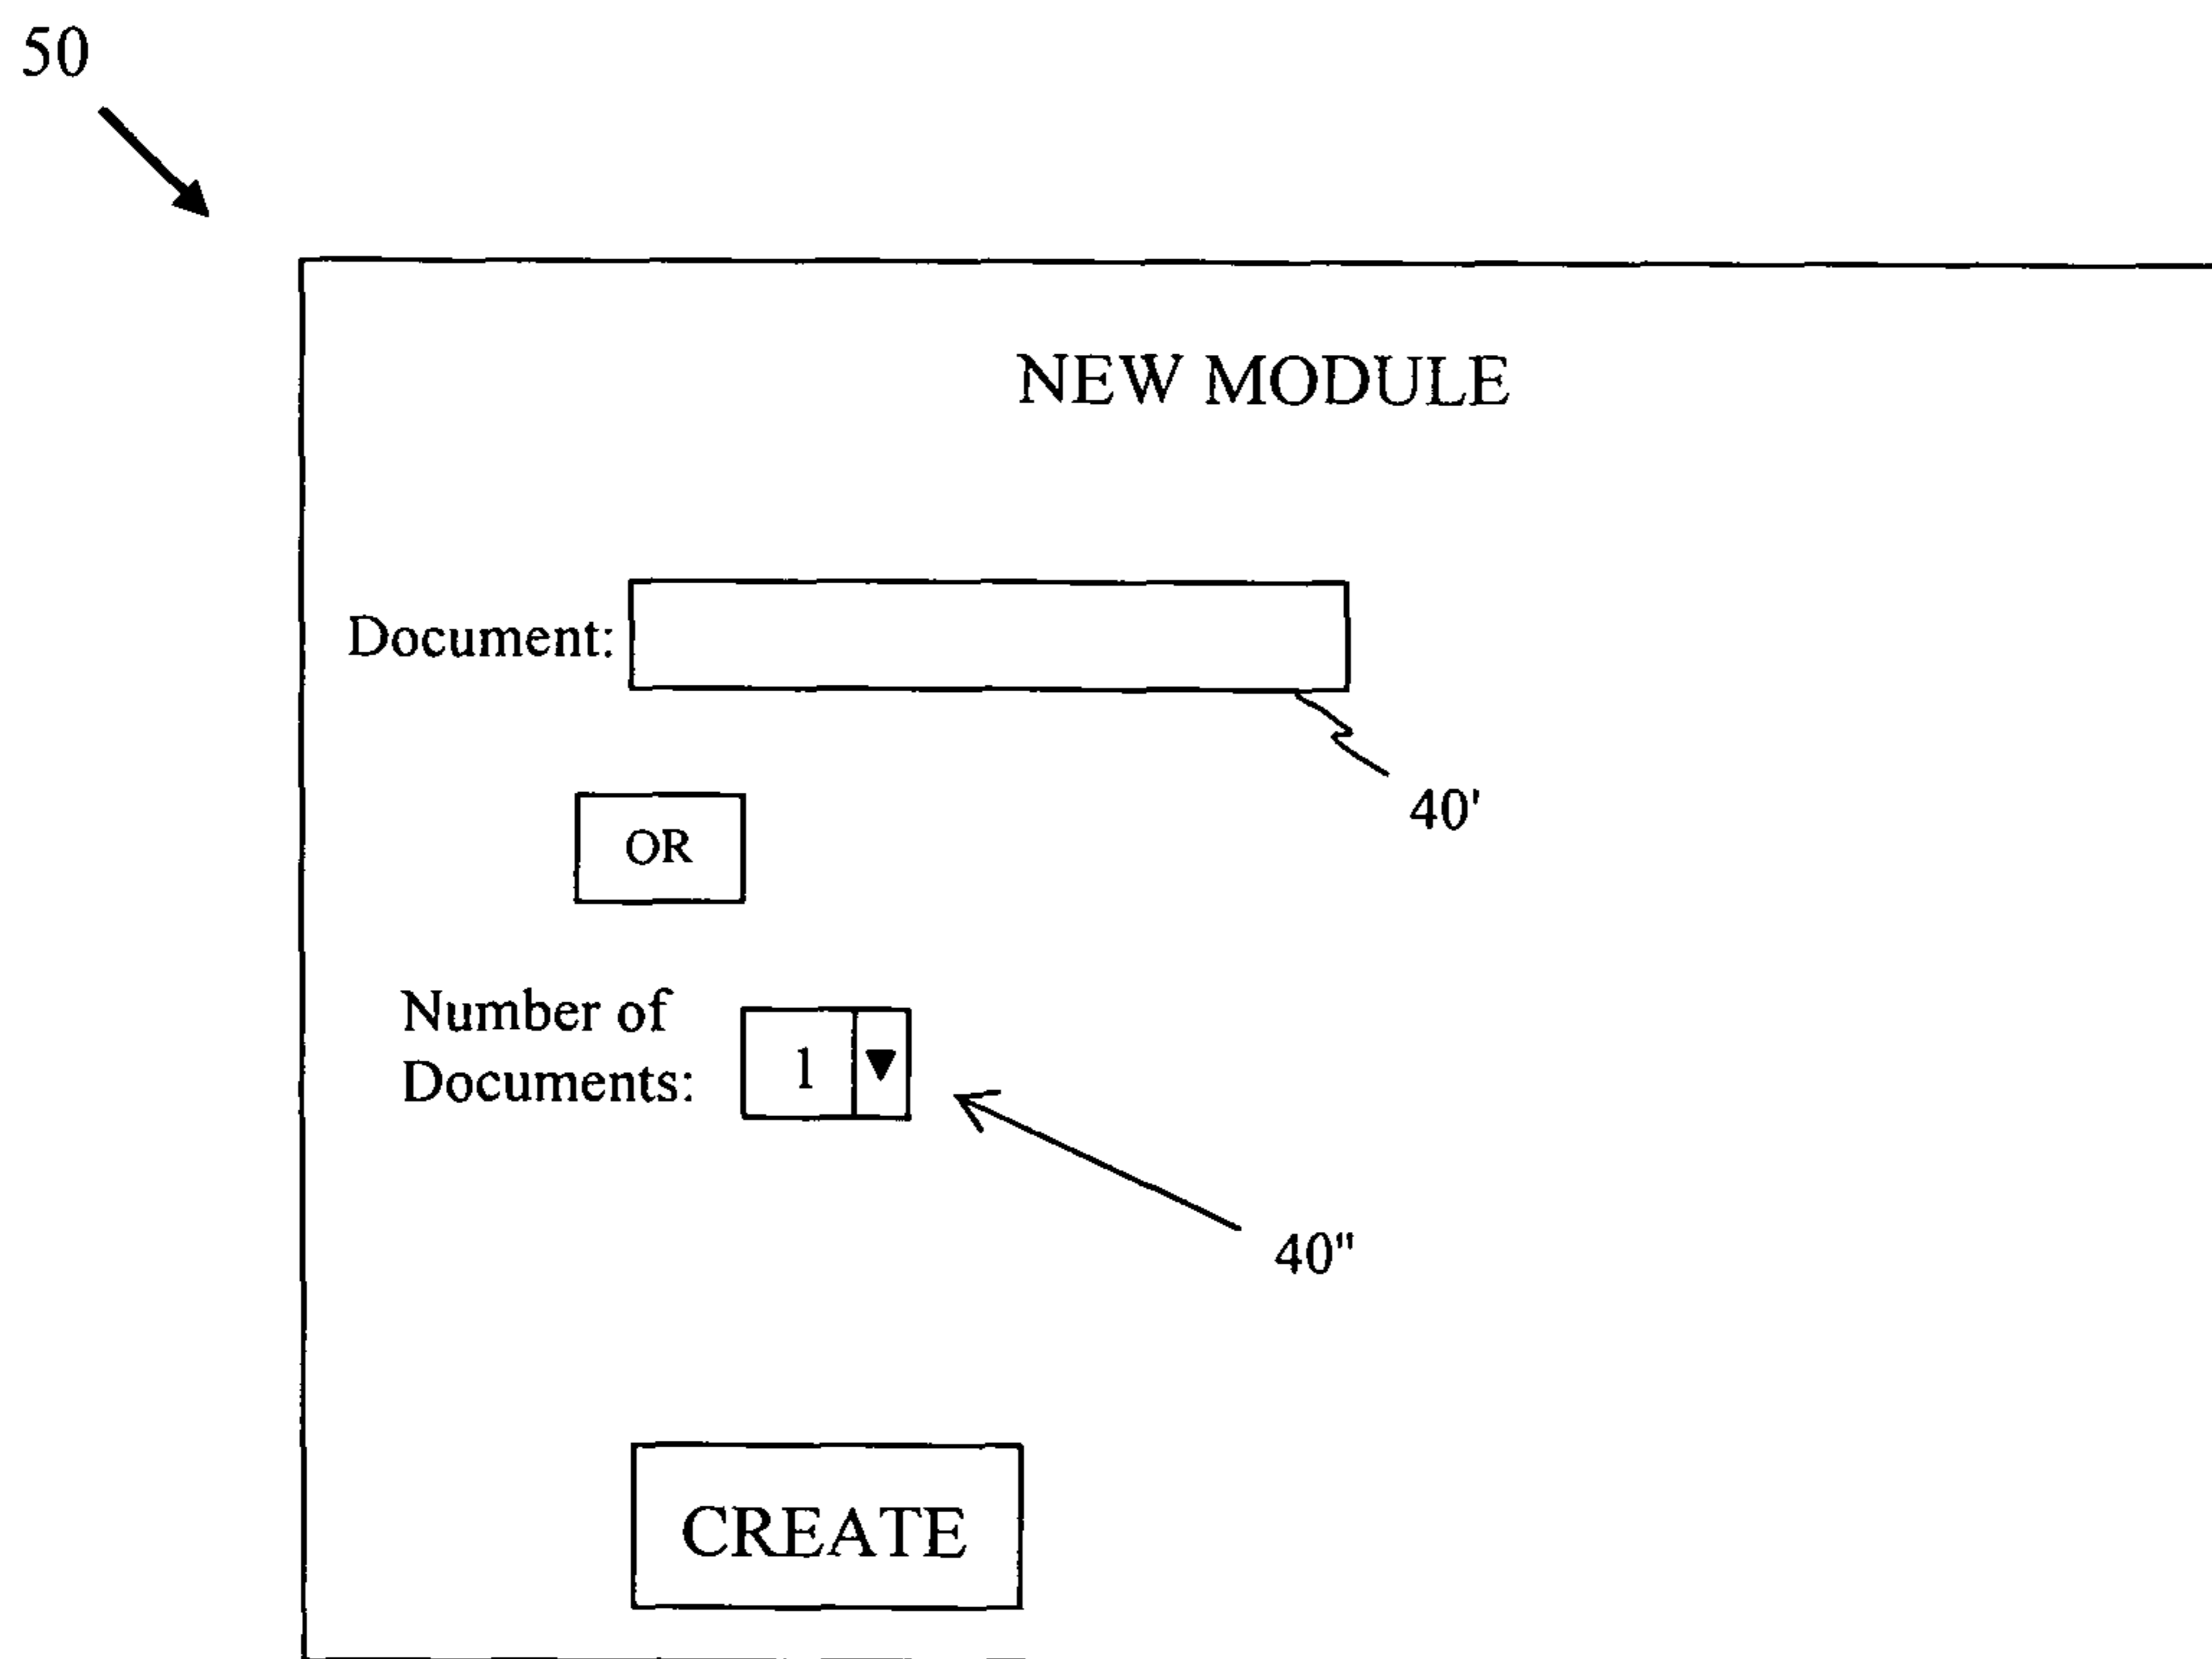 50
NEW MODULE
Document:
40'
OR
Number of
Documents:
1
40"
CREATE